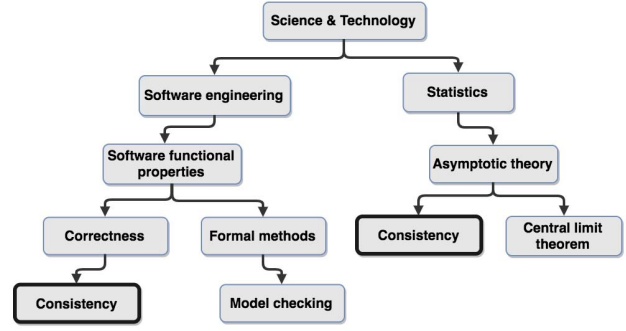 Science & Technology
Software engineering
Statistics
Software functional
properties
Asymptotic theory
Correctness
Formal methods
Consistency
Central limit
theorem
Consistency
Model checking